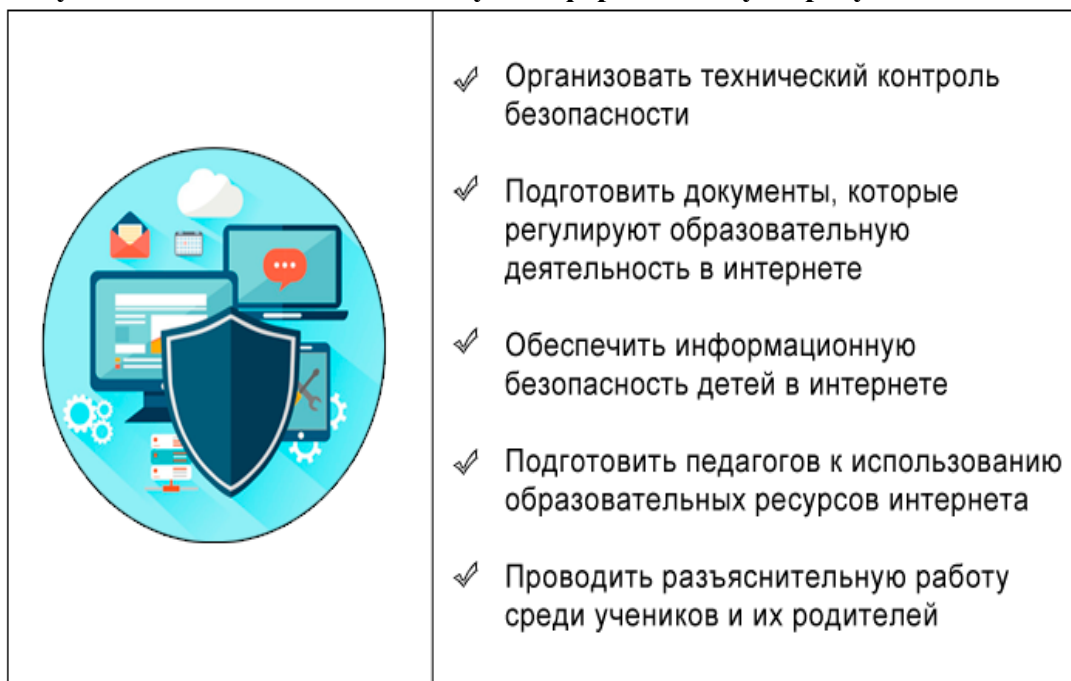 Организовать технический контроль
безопасности
Подготовить документы, которые
регулируют образовательную
деятельность в интернете
Обеспечить информационную
безопасность детей в интернете
Подготовить педагогов к использованию
образовательных ресурсов интернета
Проводить разъяснительную работу
среди учеников и их родителей